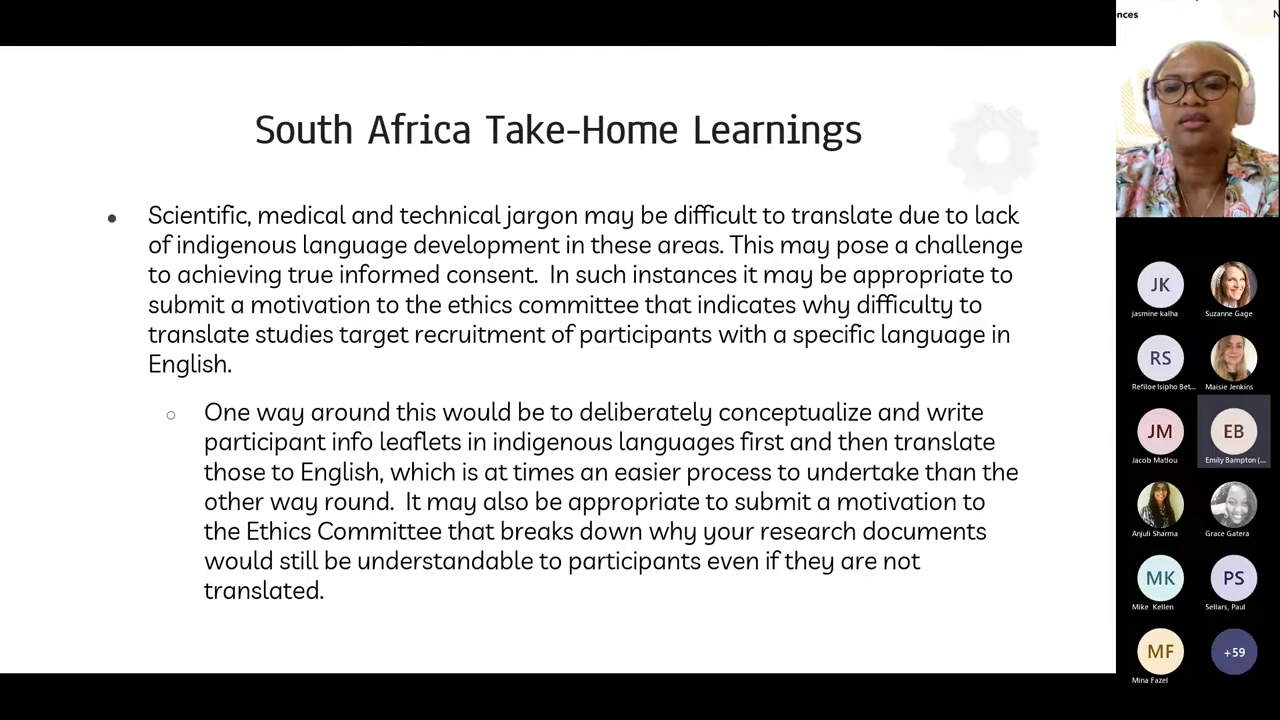 nces
N
South Africa Take-Home Learnings
● Scientific, medical and technical jargon may be difficult to translate due to lack
of indigenous language development in these areas. This may pose a challenge
to achieving true informed consent.  In such instances it may be appropriate to
submit a motivation to the ethics committee that indicates why difficulty to
translate studies target recruitment of participants with a specific language in
English.
○ One way around this would be to deliberately conceptualize and write
participant info leaflets in indigenous languages first and then translate
those to English, which is at times an easier process to undertake than the
other way round.  It may also be appropriate to submit a motivation to
the Ethics Committee that breaks down why your research documents
would still be understandable to participants even if they are not
translated.
JK
jasmine kalha
Suzanne Gage
RS
Refiloe Isipho Bet...
Maisie Jenkins
JM
Jacob Matlou
EB
Emily Bampton (...
Anjuli Sharma
Grace Gatera
MK
Mike Kellen
PS
Sellars, Paul
MF
Mina Fazel
+59